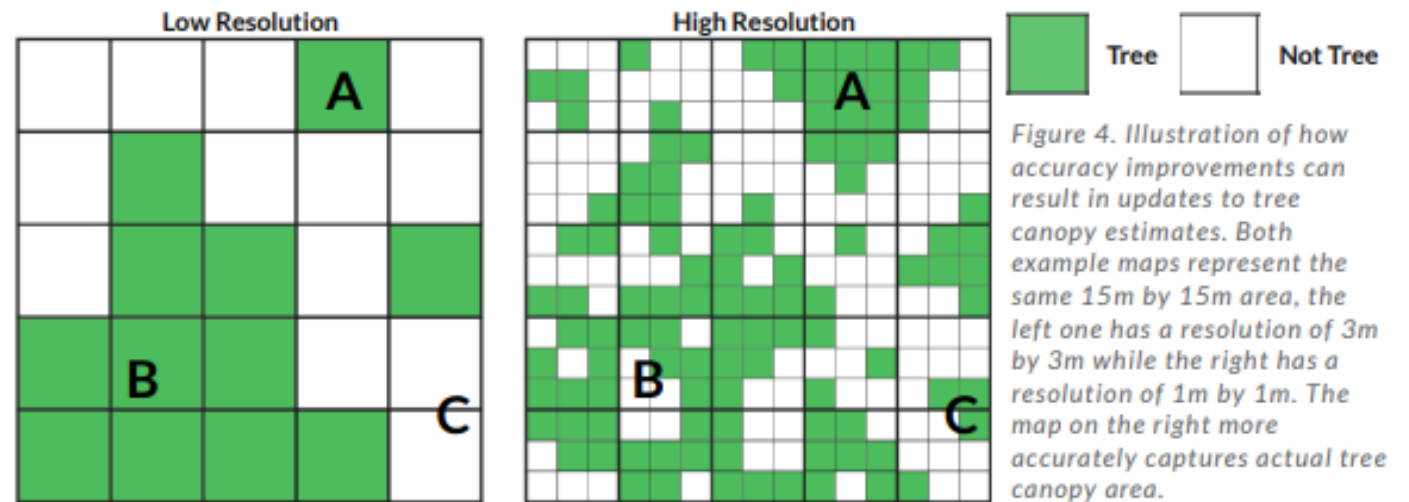 Low Resolution
High Resolution
Tree
Not Tree
A
B
C
A
B
C
Figure 4. Illustration of how
accuracy improvements can
result in updates to tree
canopy estimates. Both
example maps represent the
same 15m by 15m area, the
left one has a resolution of 3m
by 3m while the right has a
resolution of 1m by 1m. The
map on the right more
accurately captures actual tree
canopy area.